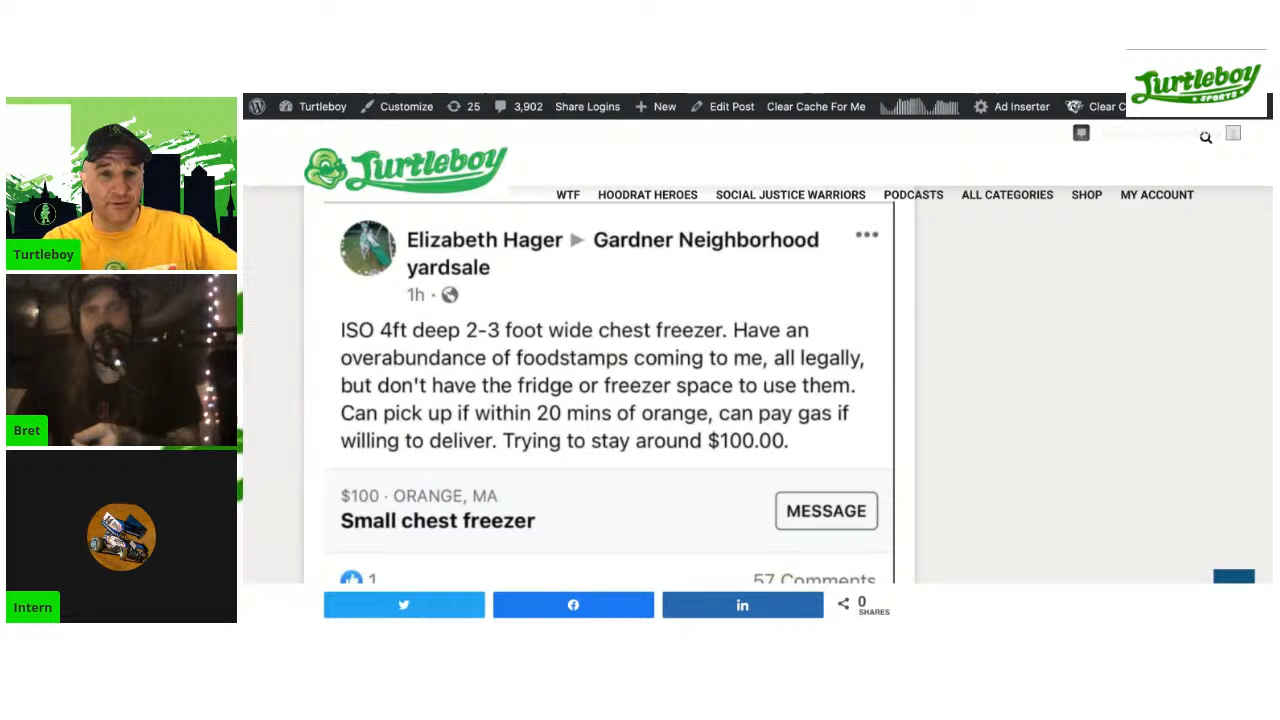 Turtleboy
SPORTS
Turtleboy Customize 25 3,902 Share Logins New Edit Post Clear Cache For Me Ad Inserter Clear C
Turtleboy
WTF HOODRAT HEROES SOCIAL JUSTICE WARRIORS PODCASTS ALL CATEGORIES SHOP MY ACCOUNT
Elizabeth Hager ▶ Gardner Neighborhood
yardsale
1h ·
ISO 4ft deep 2-3 foot wide chest freezer. Have an
overabundance of foodstamps coming to me, all legally,
but don't have the fridge or freezer space to use them.
Can pick up if within 20 mins of orange, can pay gas if
willing to deliver. Trying to stay around $100.00.
$100 · ORANGE, MA
Small chest freezer
MESSAGE
1
57 Comments
0
SHARES
Turtleboy
Bret
Intern